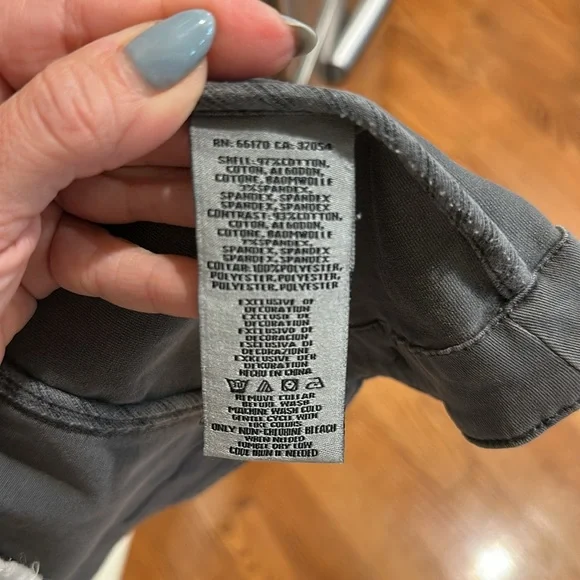 RN: 66170 CA: 32054
SHELL: 97%COTTON,
COTON, ALGODON,
COTONE, BAOMWOLLE
3%SPANDEX,
SPANDEX, SPANDEX
SPANDEX, SPANDEX
CONTRAST: 93%COTTON,
COTON, ALGODON,
COTONE, BAUMWOLLE
7%SPANDEX,
SPANDEX, SPANDEX
SPANDEX, SPANDEX
COLLAR: 100%POLYESTER,
POLYESTER, POLYESTER,
POLYESTER, POLYESTER
EXCLUSIVE OF
DECORATION
EXCLUSIF DE
DECORATION
EXCLUSIVO DE
DECORACION
ESCLUSIVA DI
DECORAZIONE
EXKLUSIVE DER
DEKORATION
HECHO EN CHINA
REMOVE COLLAR
BEFORE WASH
MACHINE WASH COLD
GENTLE CYCLE WITH
LIKE COLORS
ONLY NON-CHLORINE BLEACH
WHEN NEEDED
TUMBLE DRY LOW
COOL IRON IF NEEDED